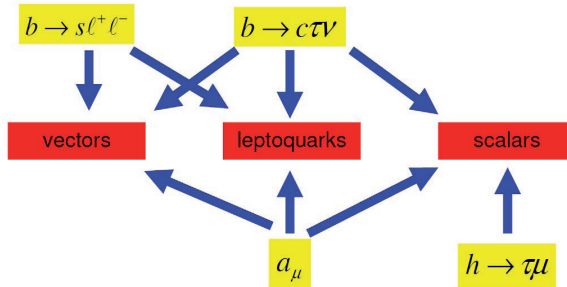 b → sℓ⁺ℓ⁻
b → cτν
vectors
leptoquarks
scalars
a_μ
h → τμ